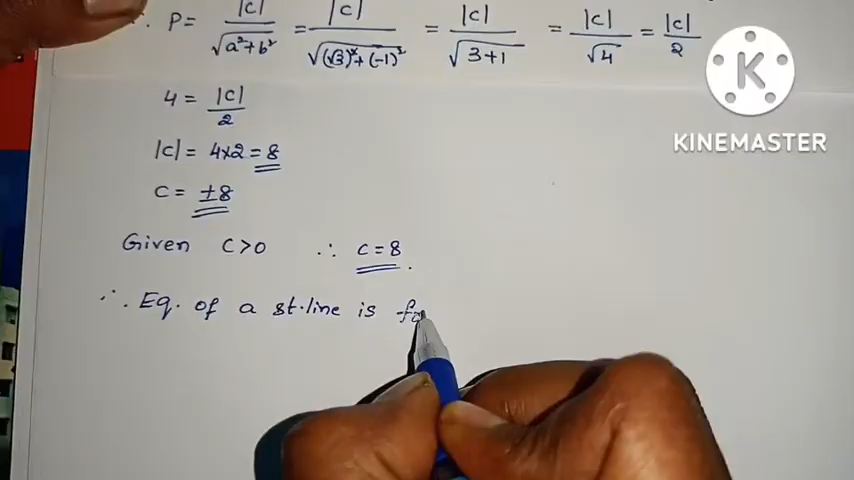 ∴ P = |c| / √(a²+b²) = |c| / √((√3)²+(-1)²) = |c| / √(3+1) = |c| / √4 = |c| / 2
4 = |c| / 2
|c| = 4×2 = 8
c = ±8
Given c>0 ∴ c=8.
∴ Eq. of a st.line is
KINEMASTER